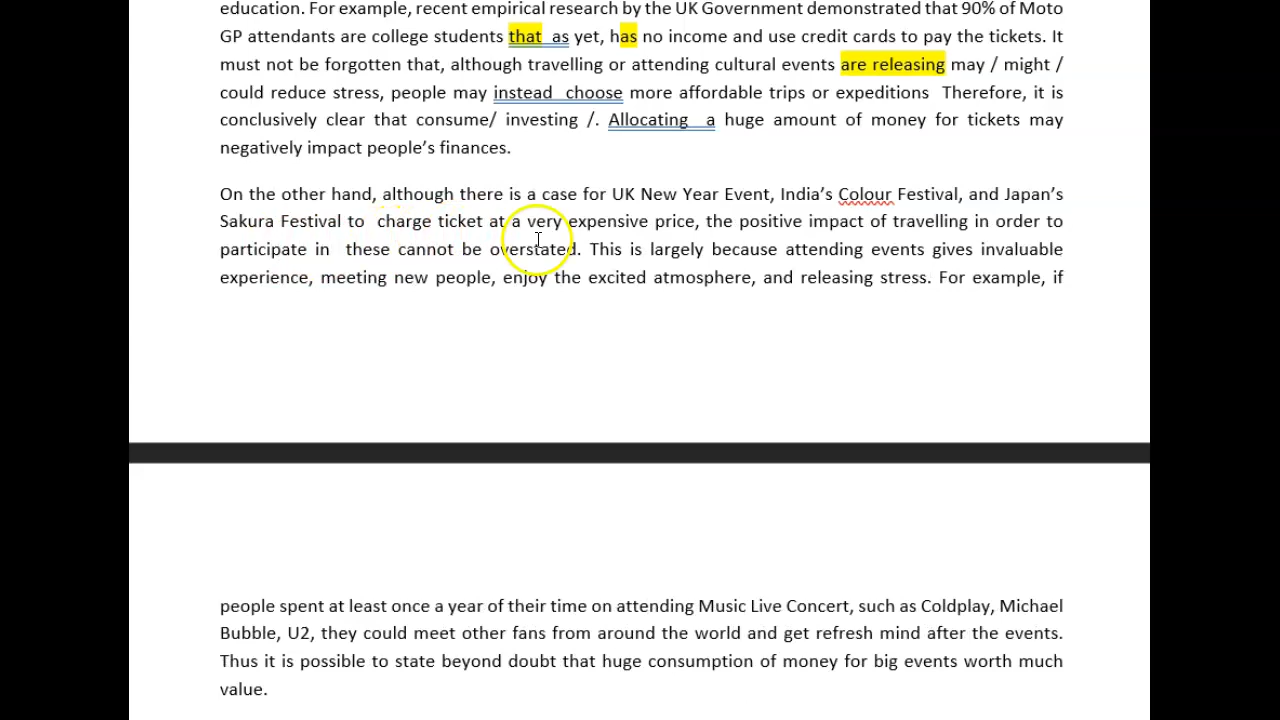 education. For example, recent empirical research by the UK Government demonstrated that 90% of Moto
GP attendants are college students that as yet, has no income and use credit cards to pay the tickets. It
must not be forgotten that, although travelling or attending cultural events are releasing may / might /
could reduce stress, people may instead choose more affordable trips or expeditions Therefore, it is
conclusively clear that consume/ investing /. Allocating a huge amount of money for tickets may
negatively impact people’s finances.
On the other hand, although there is a case for UK New Year Event, India’s Colour Festival, and Japan’s
Sakura Festival to charge ticket at a very expensive price, the positive impact of travelling in order to
participate in these cannot be overstated. This is largely because attending events gives invaluable
experience, meeting new people, enjoy the excited atmosphere, and releasing stress. For example, if
people spent at least once a year of their time on attending Music Live Concert, such as Coldplay, Michael
Bubble, U2, they could meet other fans from around the world and get refresh mind after the events.
Thus it is possible to state beyond doubt that huge consumption of money for big events worth much
value.